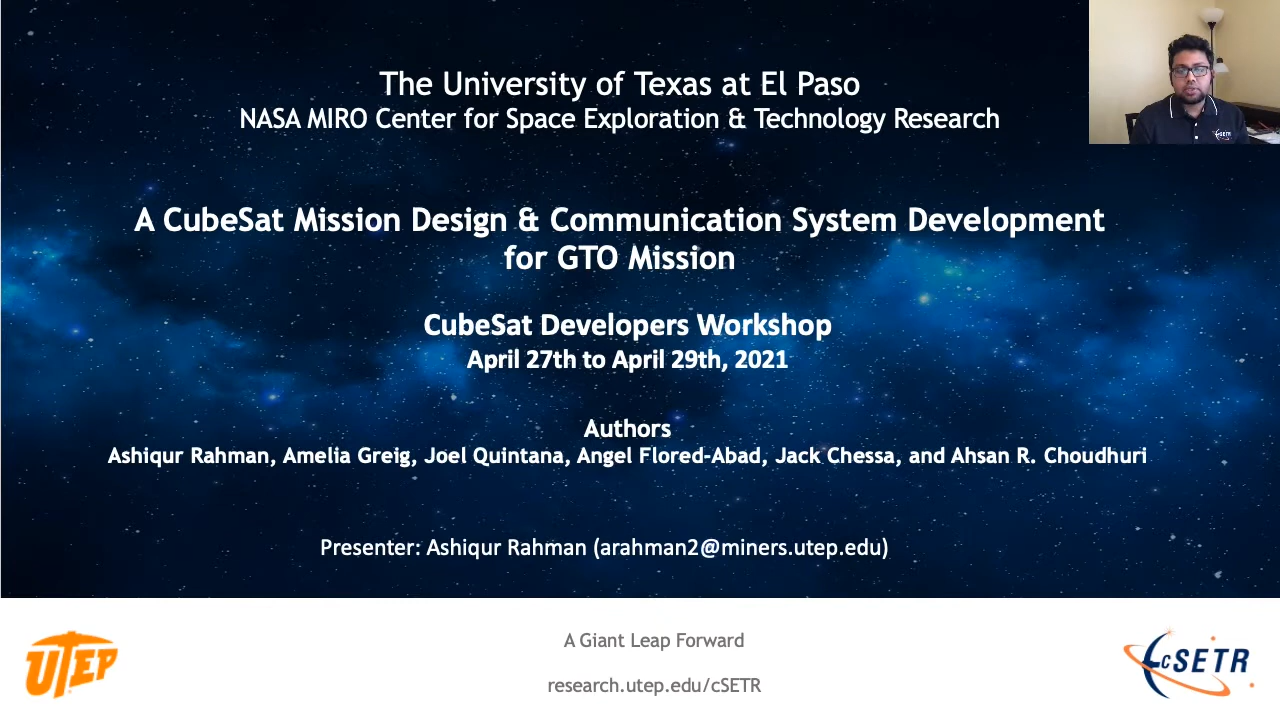 The University of Texas at El Paso
NASA MIRO Center for Space Exploration & Technology Research
A CubeSat Mission Design & Communication System Development
for GTO Mission
CubeSat Developers Workshop
April 27th to April 29th, 2021
Authors
Ashiqur Rahman, Amelia Greig, Joel Quintana, Angel Flored-Abad, Jack Chessa, and Ahsan R. Choudhuri
Presenter: Ashiqur Rahman (arahman2@miners.utep.edu)
UTEP
A Giant Leap Forward
research.utep.edu/cSETR
cSETR
cSETR